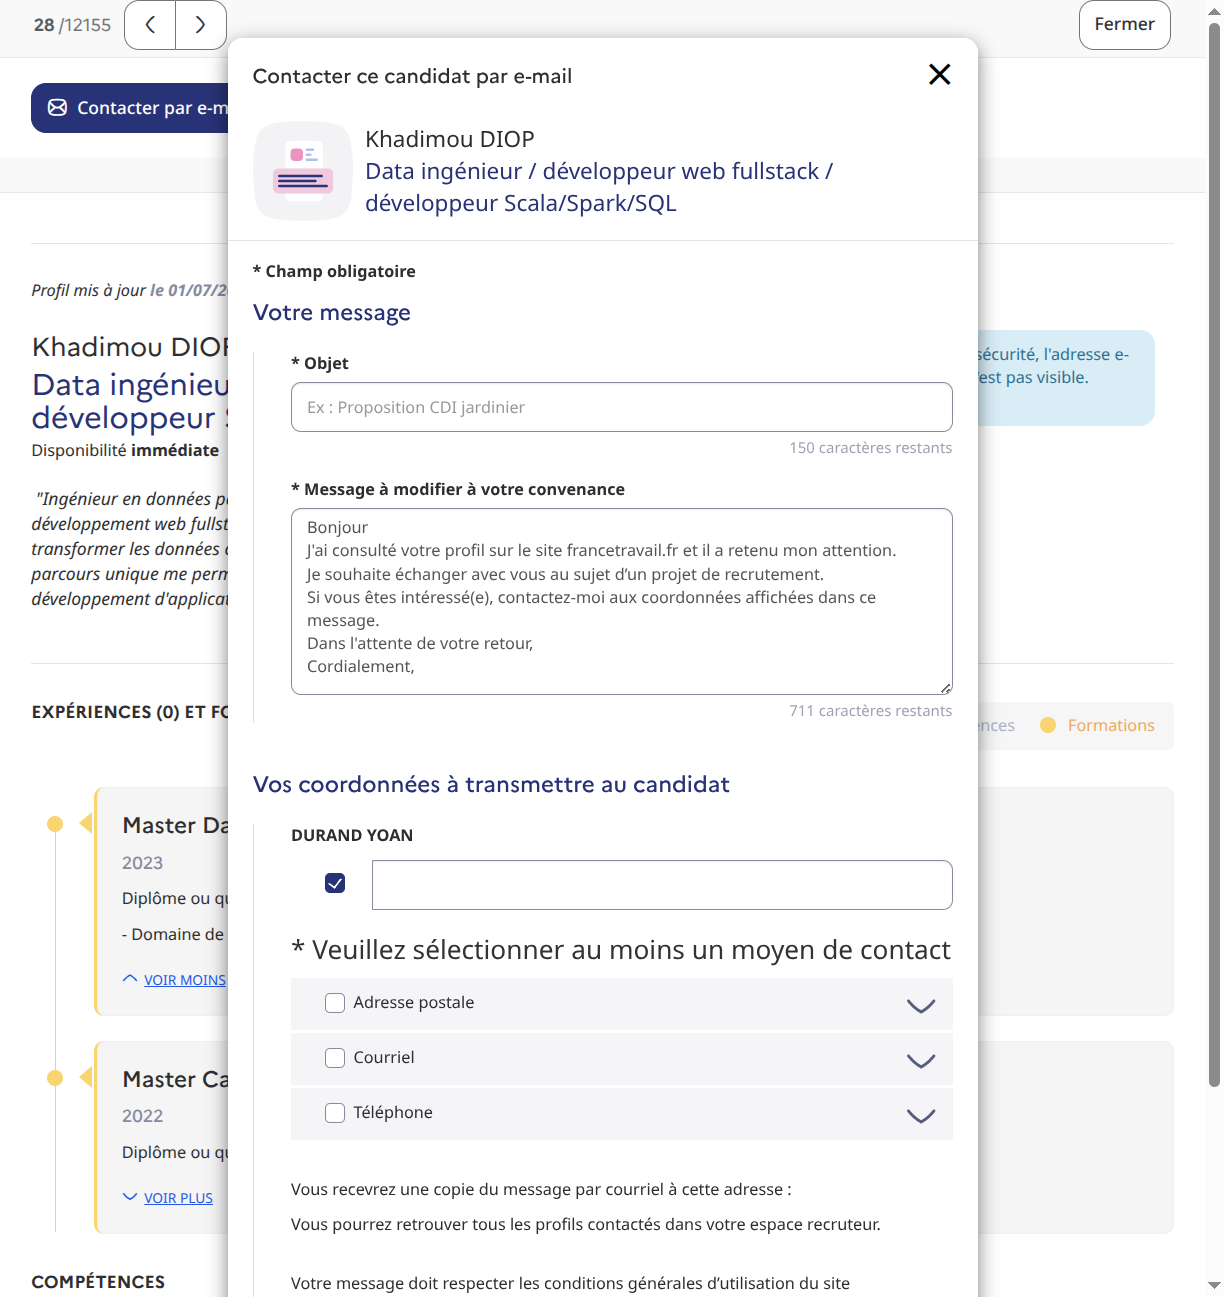 28 /12155
Fermer
Contacter par e-m
Contacter ce candidat par e-mail
Khadimou DIOP
Data ingénieur / développeur web fullstack /
développeur Scala/Spark/SQL
* Champ obligatoire
Votre message
* Objet
Ex : Proposition CDI jardinier
150 caractères restants
* Message à modifier à votre convenance
Bonjour
J'ai consulté votre profil sur le site francetravail.fr et il a retenu mon attention.
Je souhaite échanger avec vous au sujet d’un projet de recrutement.
Si vous êtes intéressé(e), contactez-moi aux coordonnées affichées dans ce
message.
Dans l'attente de votre retour,
Cordialement,
711 caractères restants
Vos coordonnées à transmettre au candidat
DURAND YOAN
* Veuillez sélectionner au moins un moyen de contact
Adresse postale
Courriel
Téléphone
Vous recevrez une copie du message par courriel à cette adresse :
Vous pourrez retrouver tous les profils contactés dans votre espace recruteur.
Votre message doit respecter les conditions générales d’utilisation du site
Profil mis à jour le 01/07/2
Khadimou DIOP
Data ingénieu
développeur
Disponibilité immédiate
"Ingénieur en données p
développement web fullst
transformer les données
parcours unique me perm
développement d'applicat
sécurité, l'adresse e-
'est pas visible.
EXPÉRIENCES (0) ET FO
ences
Formations
Master Da
2023
Diplôme ou qu
- Domaine de
VOIR MOINS
Master Ca
2022
Diplôme ou qu
VOIR PLUS
COMPÉTENCES